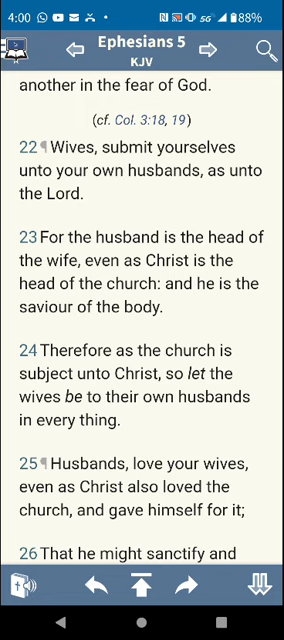 4:00 5G 88%
Ephesians 5
KJV
another in the fear of God.
(cf. Col. 3:18, 19)
22 ¶ Wives, submit yourselves
unto your own husbands, as unto
the Lord.
23 For the husband is the head of
the wife, even as Christ is the
head of the church: and he is the
saviour of the body.
24 Therefore as the church is
subject unto Christ, so let the
wives be to their own husbands
in every thing.
25 ¶ Husbands, love your wives,
even as Christ also loved the
church, and gave himself for it;
26 That he might sanctify and